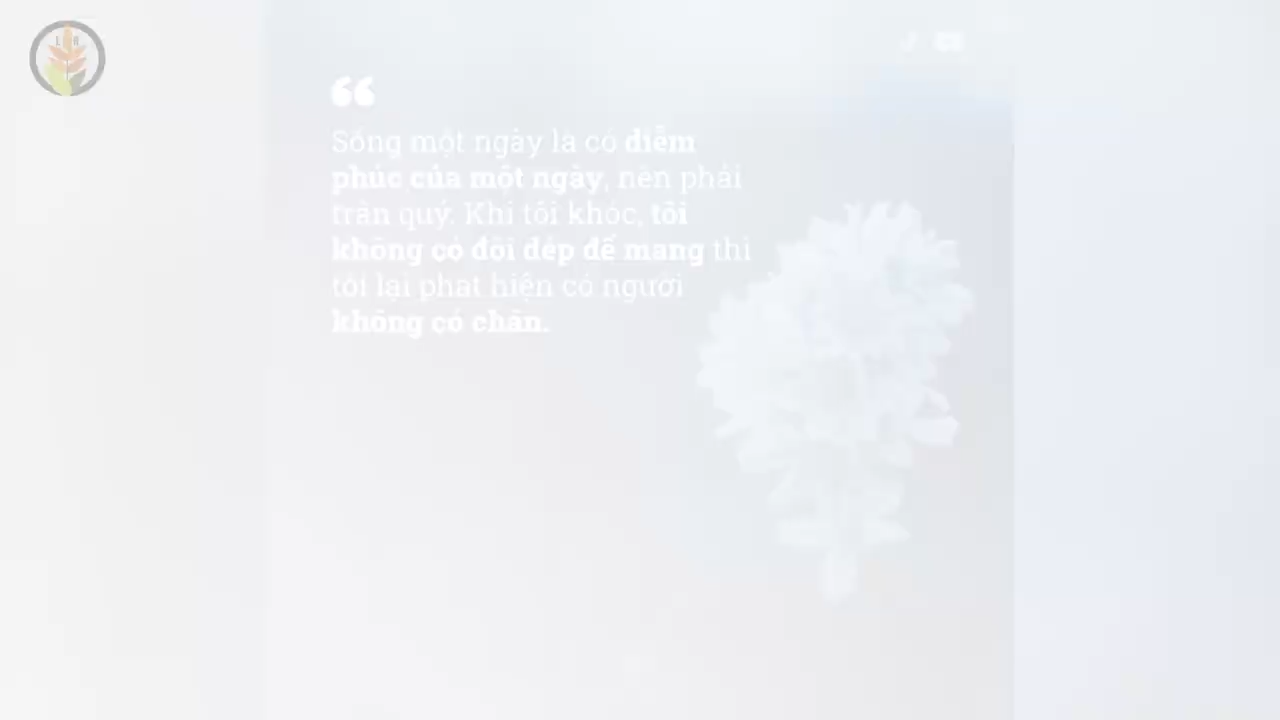 Sống một ngày là có diễm
phúc của một ngày, nên phải
trân quý. Khi tôi khóc, tôi
không có đôi dép để mang thì
tôi lại phát hiện có người
không có chân.